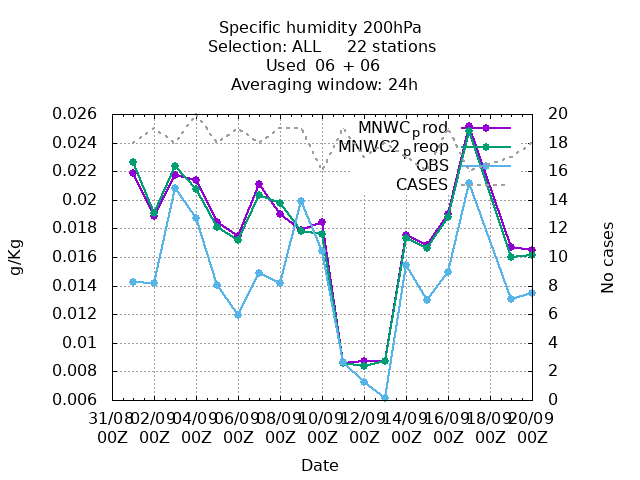 Specific humidity 200hPa
Selection: ALL 22 stations
Used 06 + 06
Averaging window: 24h
MNWC_prod
MNWC2_preop
OBS
CASES
g/Kg
0.026
0.024
0.022
0.02
0.018
0.016
0.014
0.012
0.01
0.008
0.006
No cases
20
18
16
14
12
10
8
6
4
2
0
31/08 02/09 04/09 06/09 08/09 10/09 12/09 14/09 16/09 18/09 20/09
00Z 00Z 00Z 00Z 00Z 00Z 00Z 00Z 00Z 00Z 00Z
Date